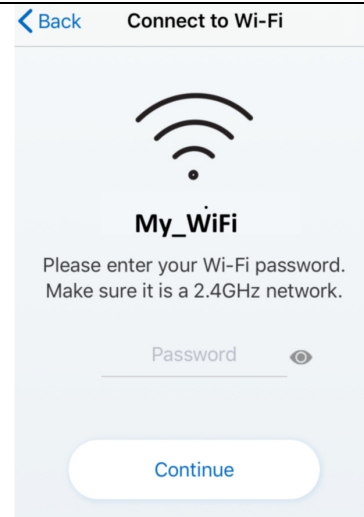 Back Connect to Wi-Fi
My_WiFi
Please enter your Wi-Fi password.
Make sure it is a 2.4GHz network.
Password
Continue